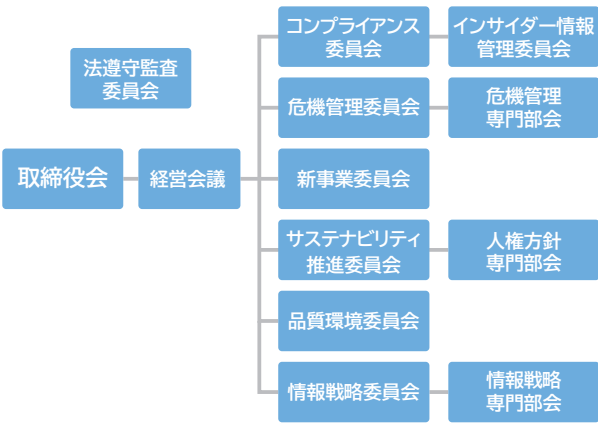 コンプライアンス
委員会
インサイダー情報
管理委員会
法遵守監査
委員会
危機管理委員会
危機管理
専門部会
取締役会
経営会議
新事業委員会
サステナビリティ
推進委員会
人権方針
専門部会
品質環境委員会
情報戦略委員会
情報戦略
専門部会